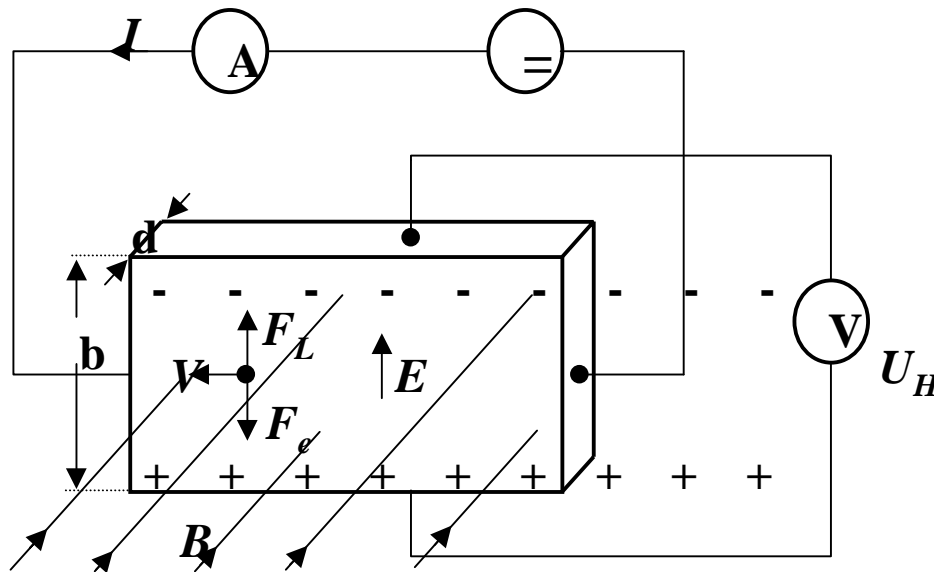 I A =
d
- - - - - - - - -
F_L
b V E V U_H
F_e
+ + + + + + + + +
B